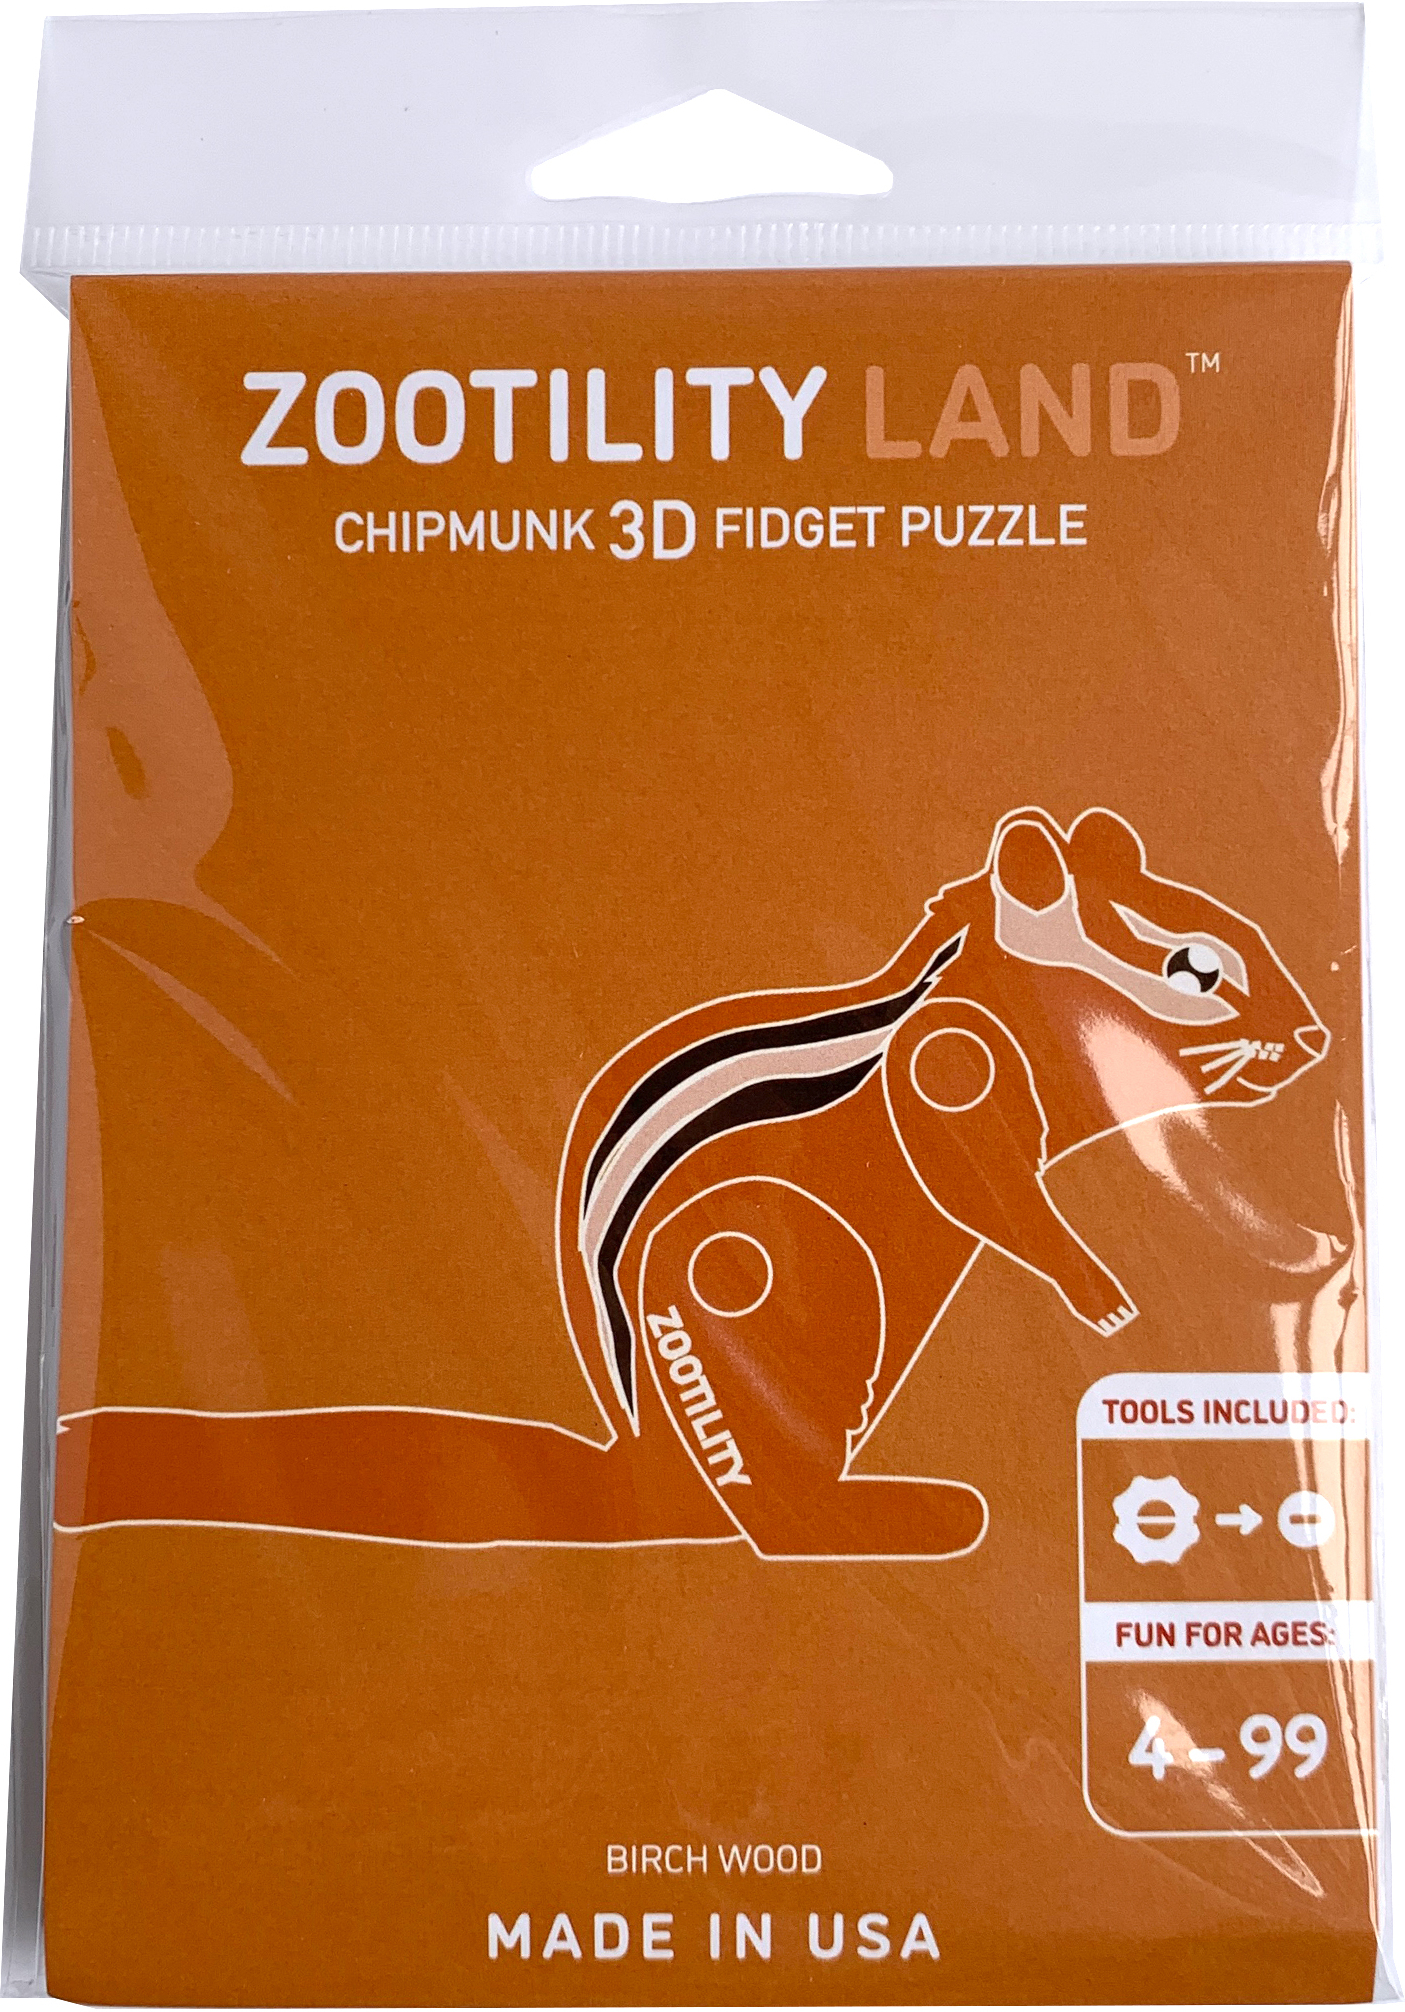 ZOOTILITY LAND™
CHIPMUNK 3D FIDGET PUZZLE
ZOOTILITY
TOOLS INCLUDED:
FUN FOR AGES:
4 – 99
BIRCH WOOD
MADE IN USA